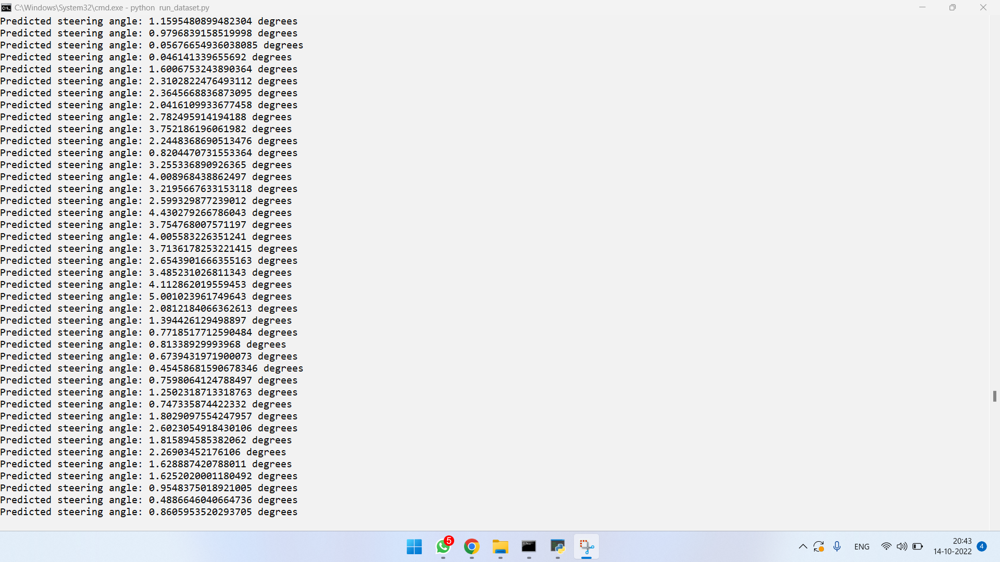 C:\Windows\System32\cmd.exe - python  run_dataset.py
Predicted steering angle: 1.1595480899482304 degrees
Predicted steering angle: 0.9796839158519998 degrees
Predicted steering angle: 0.05676654936038085 degrees
Predicted steering angle: 0.046141339655692 degrees
Predicted steering angle: 1.6006753243890364 degrees
Predicted steering angle: 2.3102822476493112 degrees
Predicted steering angle: 2.3645668836873095 degrees
Predicted steering angle: 2.0416109933677458 degrees
Predicted steering angle: 2.782495914194188 degrees
Predicted steering angle: 3.752186196061982 degrees
Predicted steering angle: 2.2448368690513476 degrees
Predicted steering angle: 0.8204470731553364 degrees
Predicted steering angle: 3.255336890926365 degrees
Predicted steering angle: 4.008968438862497 degrees
Predicted steering angle: 3.2195667633153118 degrees
Predicted steering angle: 2.599329877239012 degrees
Predicted steering angle: 4.430279266786043 degrees
Predicted steering angle: 3.754768007571197 degrees
Predicted steering angle: 4.005583226351241 degrees
Predicted steering angle: 3.7136178253221415 degrees
Predicted steering angle: 2.6543901666355163 degrees
Predicted steering angle: 3.485231026811343 degrees
Predicted steering angle: 4.112862019559453 degrees
Predicted steering angle: 5.001023961749643 degrees
Predicted steering angle: 2.0812184066362613 degrees
Predicted steering angle: 1.394426129498897 degrees
Predicted steering angle: 0.7718517712590484 degrees
Predicted steering angle: 0.81338929993968 degrees
Predicted steering angle: 0.6739431971900073 degrees
Predicted steering angle: 0.45458681590678346 degrees
Predicted steering angle: 0.7598064124788497 degrees
Predicted steering angle: 1.2502318713318763 degrees
Predicted steering angle: 0.747335874422332 degrees
Predicted steering angle: 1.8029097554247957 degrees
Predicted steering angle: 2.6023054918430106 degrees
Predicted steering angle: 1.815894585382062 degrees
Predicted steering angle: 2.26903452176106 degrees
Predicted steering angle: 1.628887420788011 degrees
Predicted steering angle: 1.6252020001180492 degrees
Predicted steering angle: 0.9548375018921005 degrees
Predicted steering angle: 0.4886646040664736 degrees
Predicted steering angle: 0.8605953520293705 degrees
5
ENG
20:43
14-10-2022
4